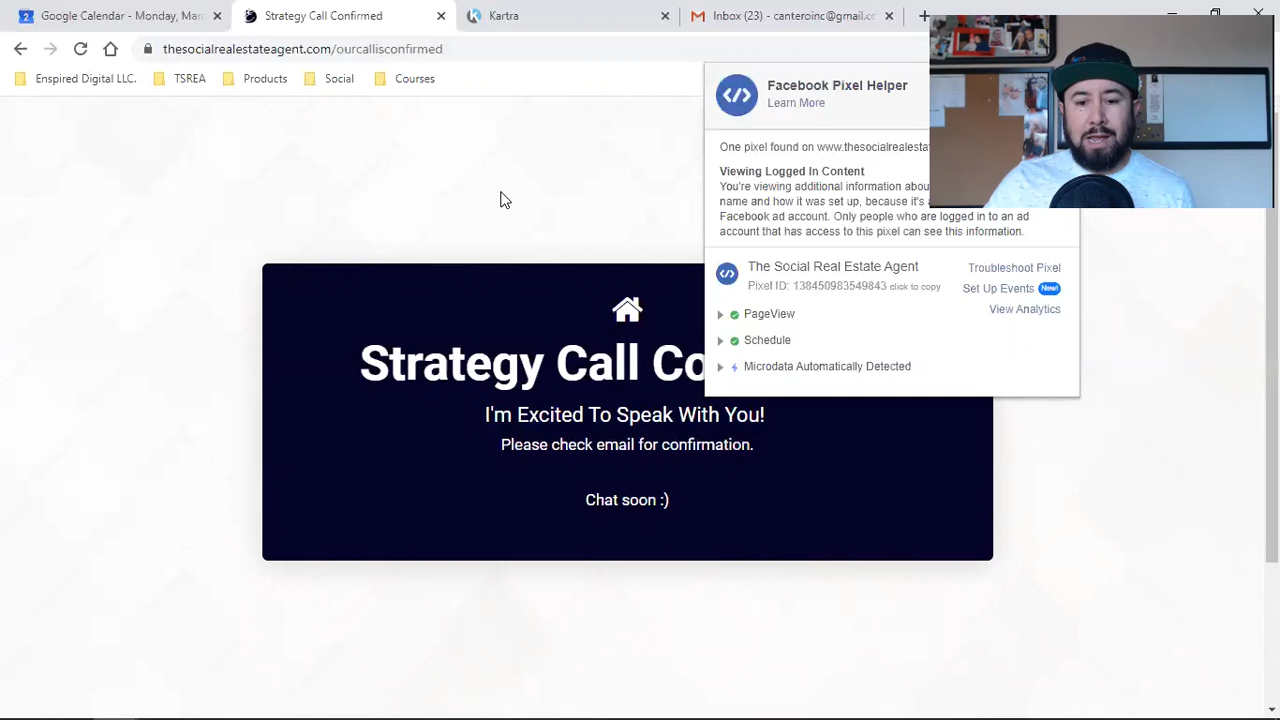 Google Calendar - Monday, Mar
Strategy Call Confirmed
Kartra
canteroinc@gmail.c
thesocialrealestateagent.com/ourcallisconfirmed
Enspired Digital LLC.
TSREA
Products
Social
Courses
Facebook Pixel Helper
Learn More
One pixel found on www.thesocialrealesta
Viewing Logged In Content
You're viewing additional information abou
name and how it was set up, because it's
Facebook ad account. Only people who are logged in to an ad
account that has access to this pixel can see this information.
The Social Real Estate Agent
Pixel ID: 138450983549843 click to copy
Troubleshoot Pixel
Set Up Events New!
View Analytics
PageView
Schedule
Microdata Automatically Detected
Strategy Call Co
I'm Excited To Speak With You!
Please check email for confirmation.
Chat soon :)